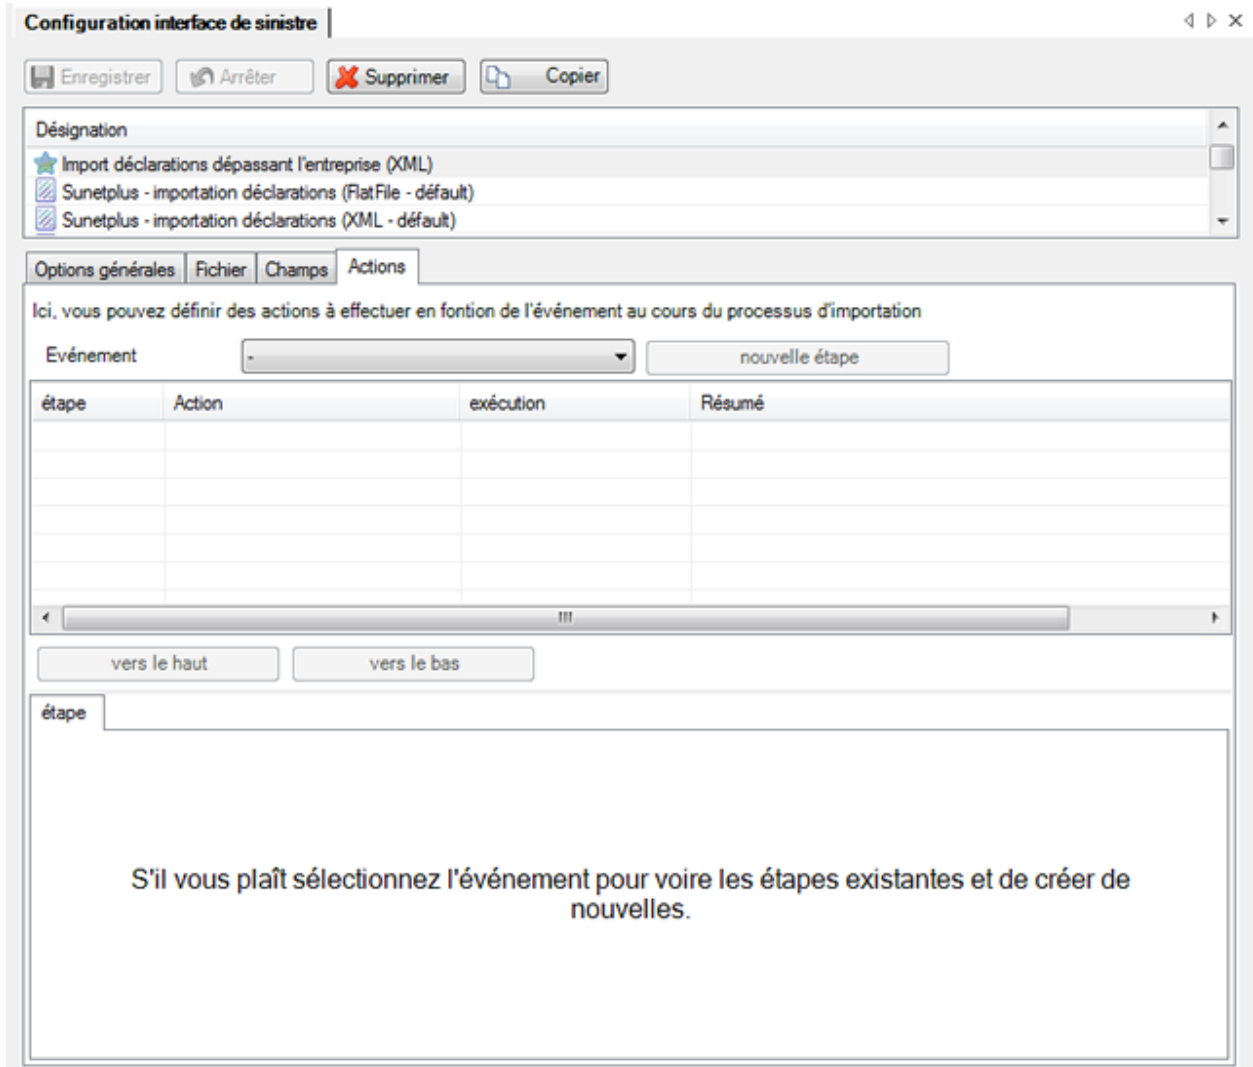 Configuration interface de sinistre
Enregistrer Arrêter Supprimer Copier
Désignation
Import déclarations dépassant l'entreprise (XML)
Sunetplus - importation déclarations (FlatFile - défault)
Sunetplus - importation déclarations (XML - défault)
Options générales Fichier Champs Actions
Ici, vous pouvez définir des actions à effectuer en fontion de l'événement au cours du processus d'importation
Evénement - nouvelle étape
étape Action exécution Résumé
vers le haut vers le bas
étape
S'il vous plaît sélectionnez l'événement pour voire les étapes existantes et de créer de
nouvelles.